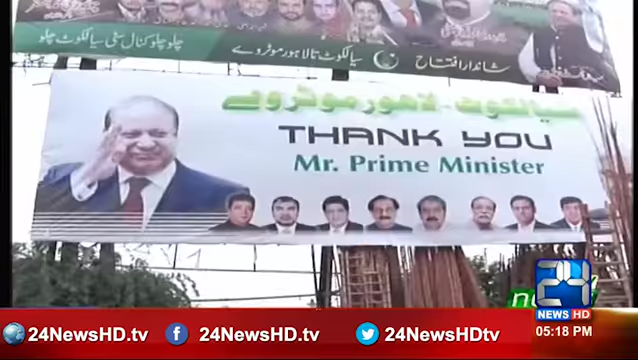 چلو چلو کنال سٹی سیالکوٹ چلو
سیالکوٹ تا لاہور موٹروے
شاندار افتتاح
سیالکوٹ - لاہور موٹروے
THANK YOU
Mr. Prime Minister
24
NEWS HD
05:18 PM
24NewsHD.tv
24NewsHD.tv
24NewsHDtv